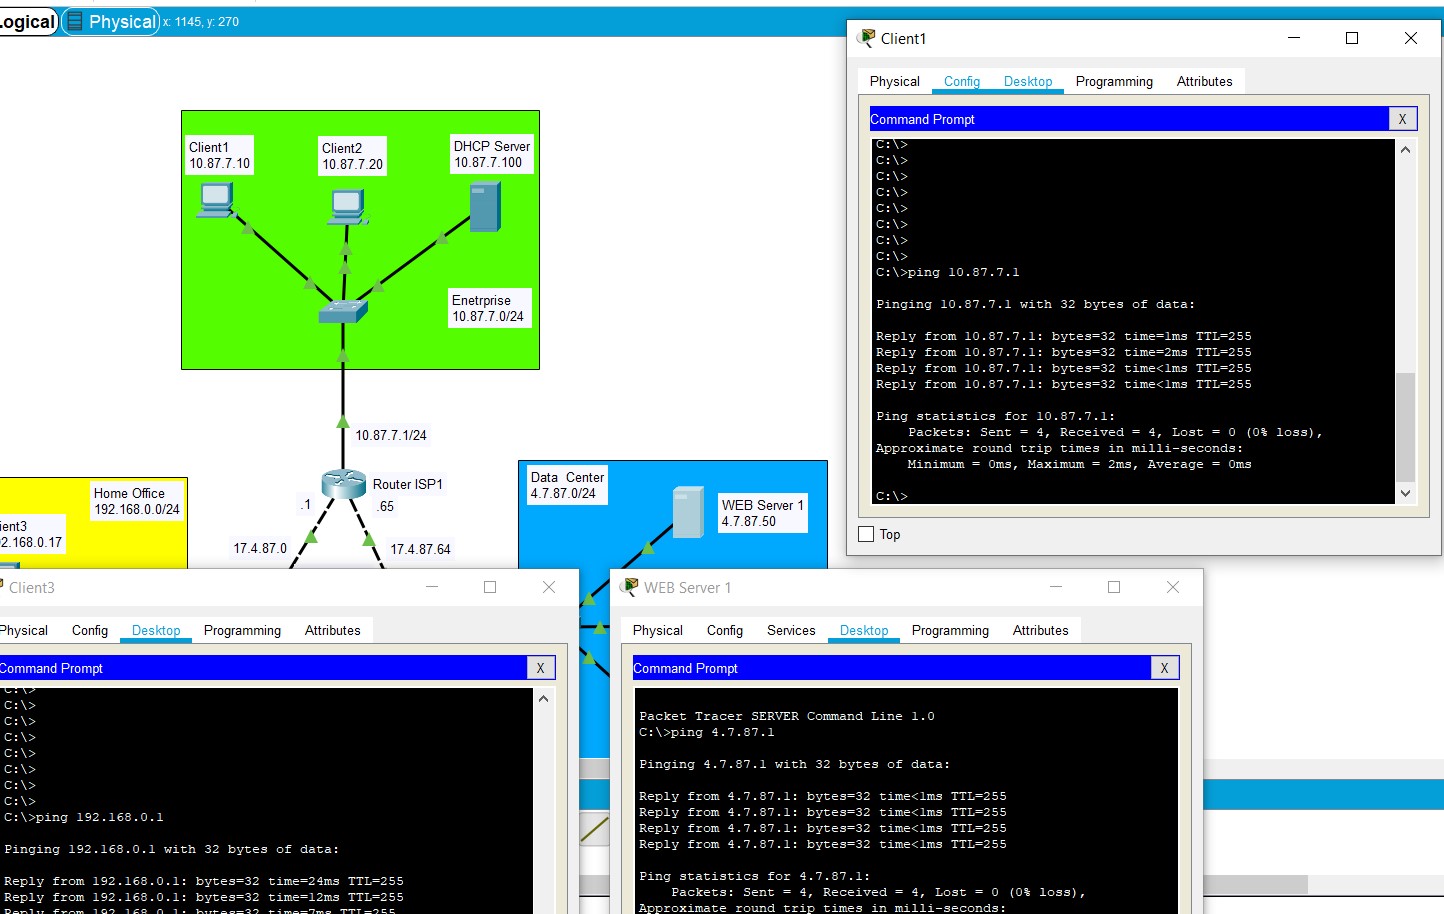 Logical Physical x: 1145, y: 270
Client1
10.87.7.10
Client2
10.87.7.20
DHCP Server
10.87.7.100
Enetrprise
10.87.7.0/24
10.87.7.1/24
Router ISP1
.1
.65
17.4.87.0
17.4.87.64
Home Office
192.168.0.0/24
ient3
2.168.0.17
Data Center
4.7.87.0/24
WEB Server 1
4.7.87.50
Client1
Physical Config Desktop Programming Attributes
Command Prompt X
C:\>
C:\>
C:\>
C:\>
C:\>
C:\>
C:\>
C:\>
C:\>ping 10.87.7.1
Pinging 10.87.7.1 with 32 bytes of data:
Reply from 10.87.7.1: bytes=32 time=1ms TTL=255
Reply from 10.87.7.1: bytes=32 time=2ms TTL=255
Reply from 10.87.7.1: bytes=32 time<1ms TTL=255
Reply from 10.87.7.1: bytes=32 time<1ms TTL=255
Ping statistics for 10.87.7.1:
Packets: Sent = 4, Received = 4, Lost = 0 (0% loss),
Approximate round trip times in milli-seconds:
Minimum = 0ms, Maximum = 2ms, Average = 0ms
C:\>
Top
Client3
Physical Config Desktop Programming Attributes
Command Prompt X
C:\>
C:\>
C:\>
C:\>
C:\>
C:\>
C:\>
C:\>
C:\>ping 192.168.0.1
Pinging 192.168.0.1 with 32 bytes of data:
Reply from 192.168.0.1: bytes=32 time=24ms TTL=255
Reply from 192.168.0.1: bytes=32 time=12ms TTL=255
Reply from 192.168.0.1: bytes=32 time=7ms TTL=255
WEB Server 1
Physical Config Services Desktop Programming Attributes
Command Prompt X
Packet Tracer SERVER Command Line 1.0
C:\>ping 4.7.87.1
Pinging 4.7.87.1 with 32 bytes of data:
Reply from 4.7.87.1: bytes=32 time<1ms TTL=255
Reply from 4.7.87.1: bytes=32 time<1ms TTL=255
Reply from 4.7.87.1: bytes=32 time<1ms TTL=255
Reply from 4.7.87.1: bytes=32 time<1ms TTL=255
Ping statistics for 4.7.87.1:
Packets: Sent = 4, Received = 4, Lost = 0 (0% loss),
Approximate round trip times in milli-seconds: